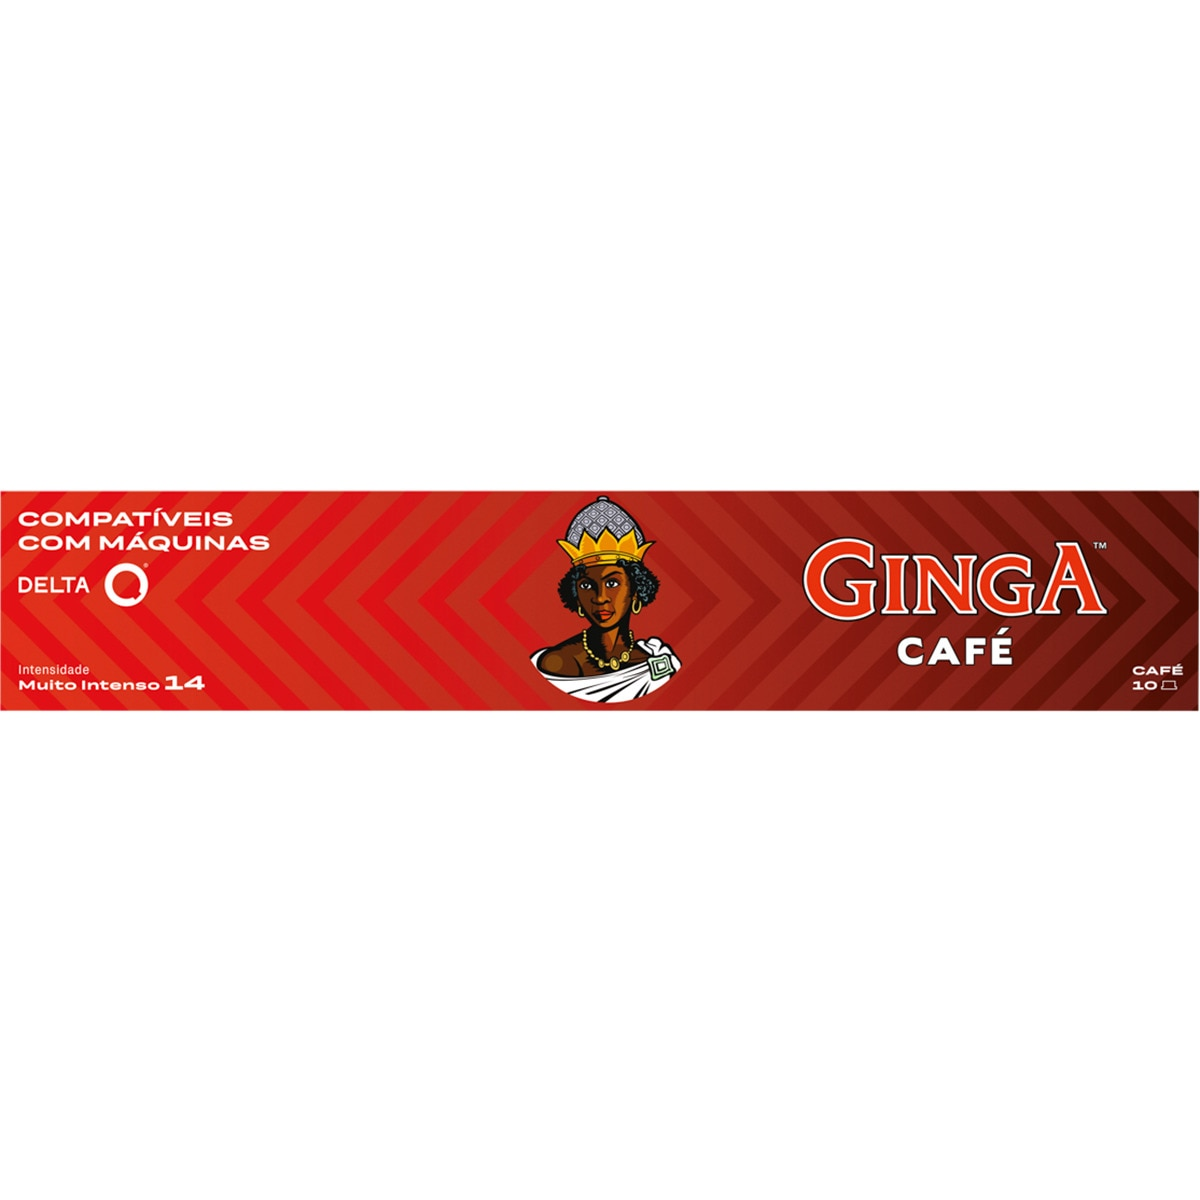 COMPATÍVEIS
COM MÁQUINAS
DELTA Q®
Intensidade
Muito Intenso 14
GINGA™
CAFÉ
CAFÉ
10